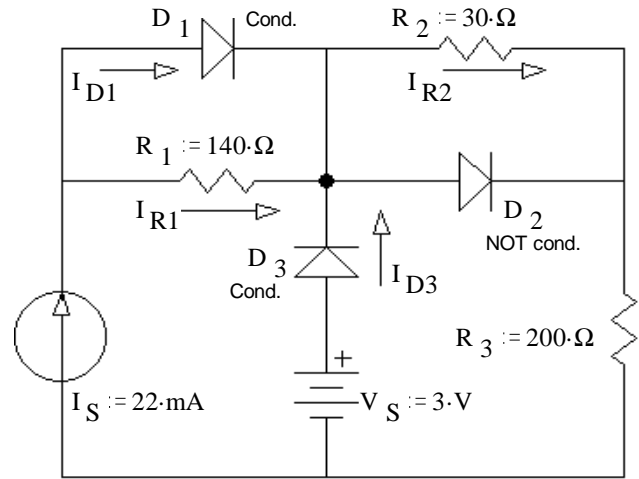 D 1 Cond.
R 2 := 30·Ω
I D1
I R2
R 1 := 140·Ω
I R1
D 2
NOT cond.
D 3
Cond.
I D3
R 3 := 200·Ω
+
I S := 22·mA
V S := 3·V